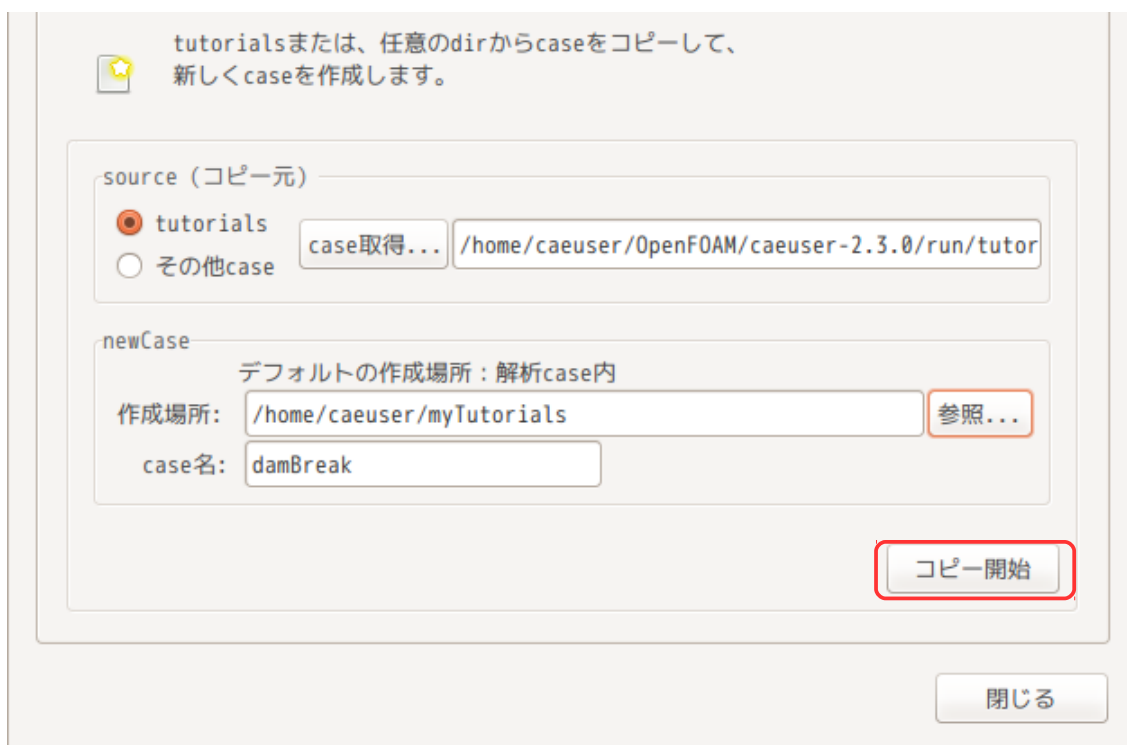 tutorialsまたは、任意のdirからcaseをコピーして、
新しくcaseを作成します。
source (コピー元)
tutorials
その他case
case取得...
/home/caeuser/OpenFOAM/caeuser-2.3.0/run/tutor
newCase
デフォルトの作成場所：解析case内
作成場所: /home/caeuser/myTutorials 参照...
case名: damBreak
コピー開始
閉じる